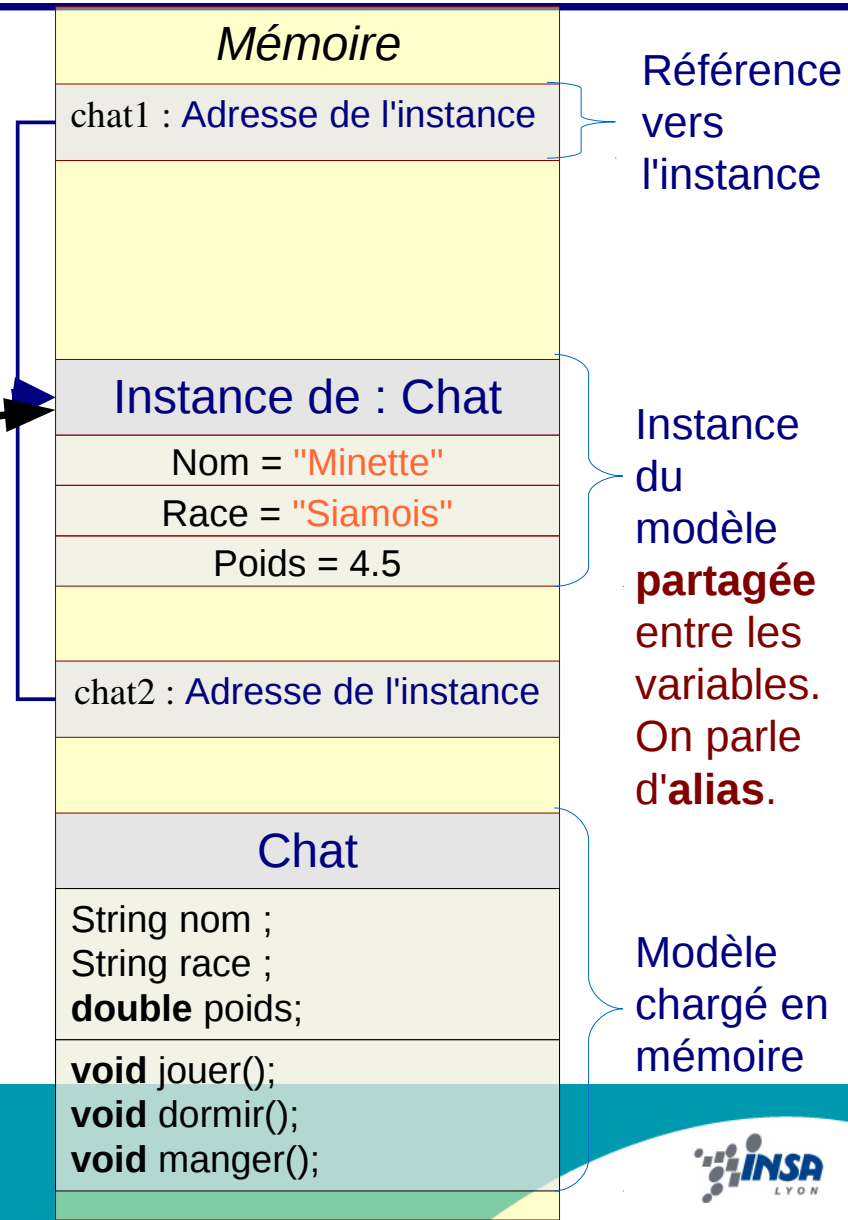 Mémoire
chat1 : Adresse de l'instance
Référence
vers
l'instance
Instance de : Chat
Nom = "Minette"
Race = "Siamois"
Poids = 4.5
Instance
du
modèle
partagée
entre les
variables.
On parle
d'alias.
chat2 : Adresse de l'instance
Chat
String nom ;
String race ;
double poids;
void jouer();
void dormir();
void manger();
Modèle
chargé en
mémoire
INSA
LYON